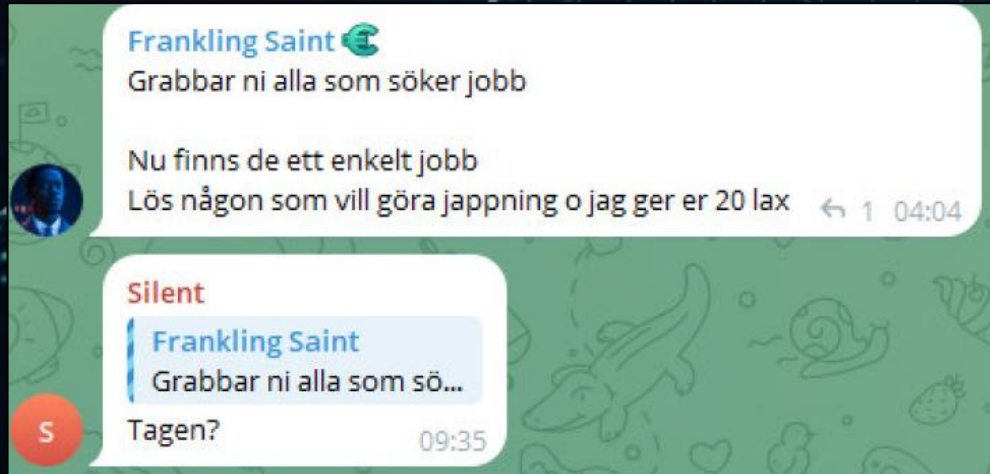 Frankling Saint
Grabbar ni alla som söker jobb
Nu finns de ett enkelt jobb
Lös någon som vill göra jappning o jag ger er 20 lax
1 04:04
Silent
Frankling Saint
Grabbar ni alla som sö...
S
Tagen?
09:35